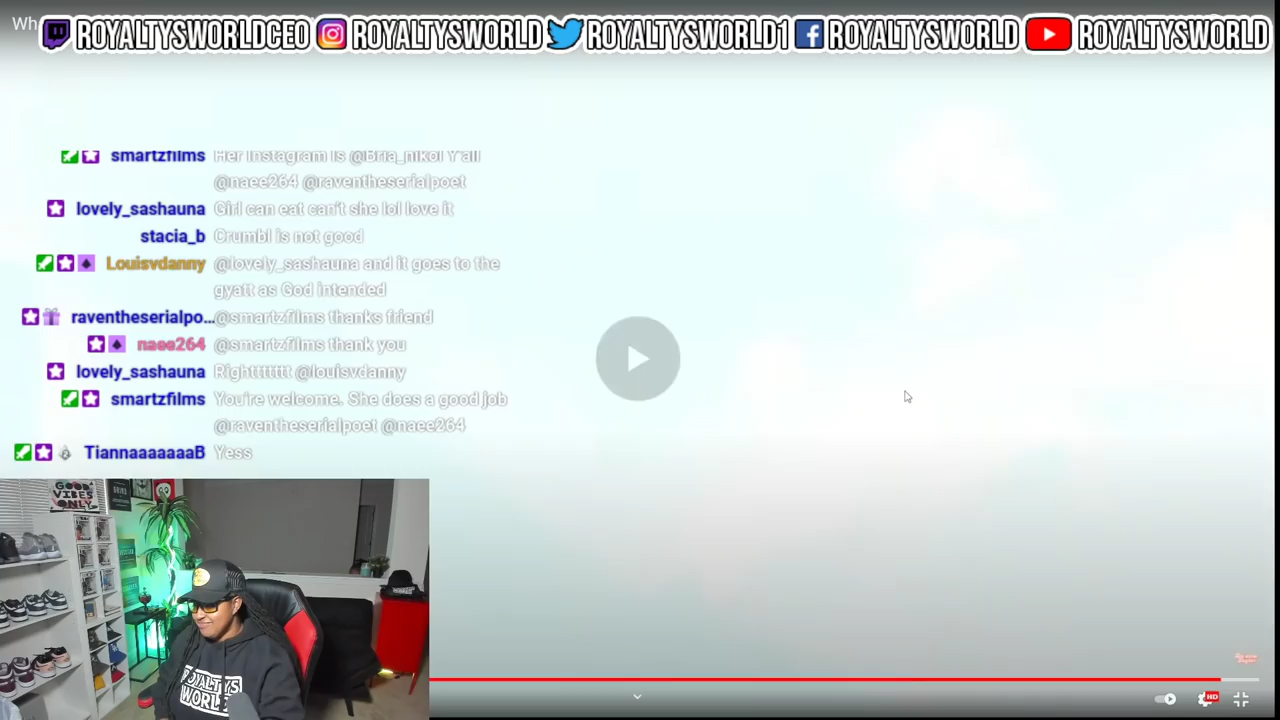 Wh
ROYALTYSWORLDCEO ROYALTYSWORLD ROYALTYSWORLD1 ROYALTYSWORLD ROYALTYSWORLD
smartzfilms Her Instagram is @Bria_nikol Y'all
@naee264 @raventheserialpoet
lovely_sashauna Girl can eat can't she lol love it
stacia_b Crumbl is not good
Louisvdanny @lovely_sashauna and it goes to the
gyatt as God intended
raventheserialpo... @smartzfilms thanks friend
naee264 @smartzfilms thank you
lovely_sashauna Righttttttt @louisvdanny
smartzfilms You're welcome. She does a good job
@raventheserialpoet @naee264
TiannaaaaaaaB Yess
GOOD
VIBES
ONLY
ROYALTYS
WORLD
HD